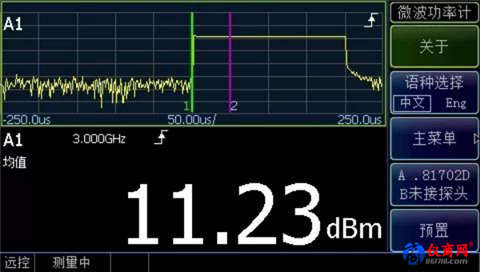 A1
微波功率计
关于
语种选择
中文 Eng
主菜单
A .81702D
B未接探头
预置
1 2
-250.0us 50.00us/ 250.0us
A1 3.000GHz
均值
11.23 dBm
远控 测量中
仪商网
861718.com